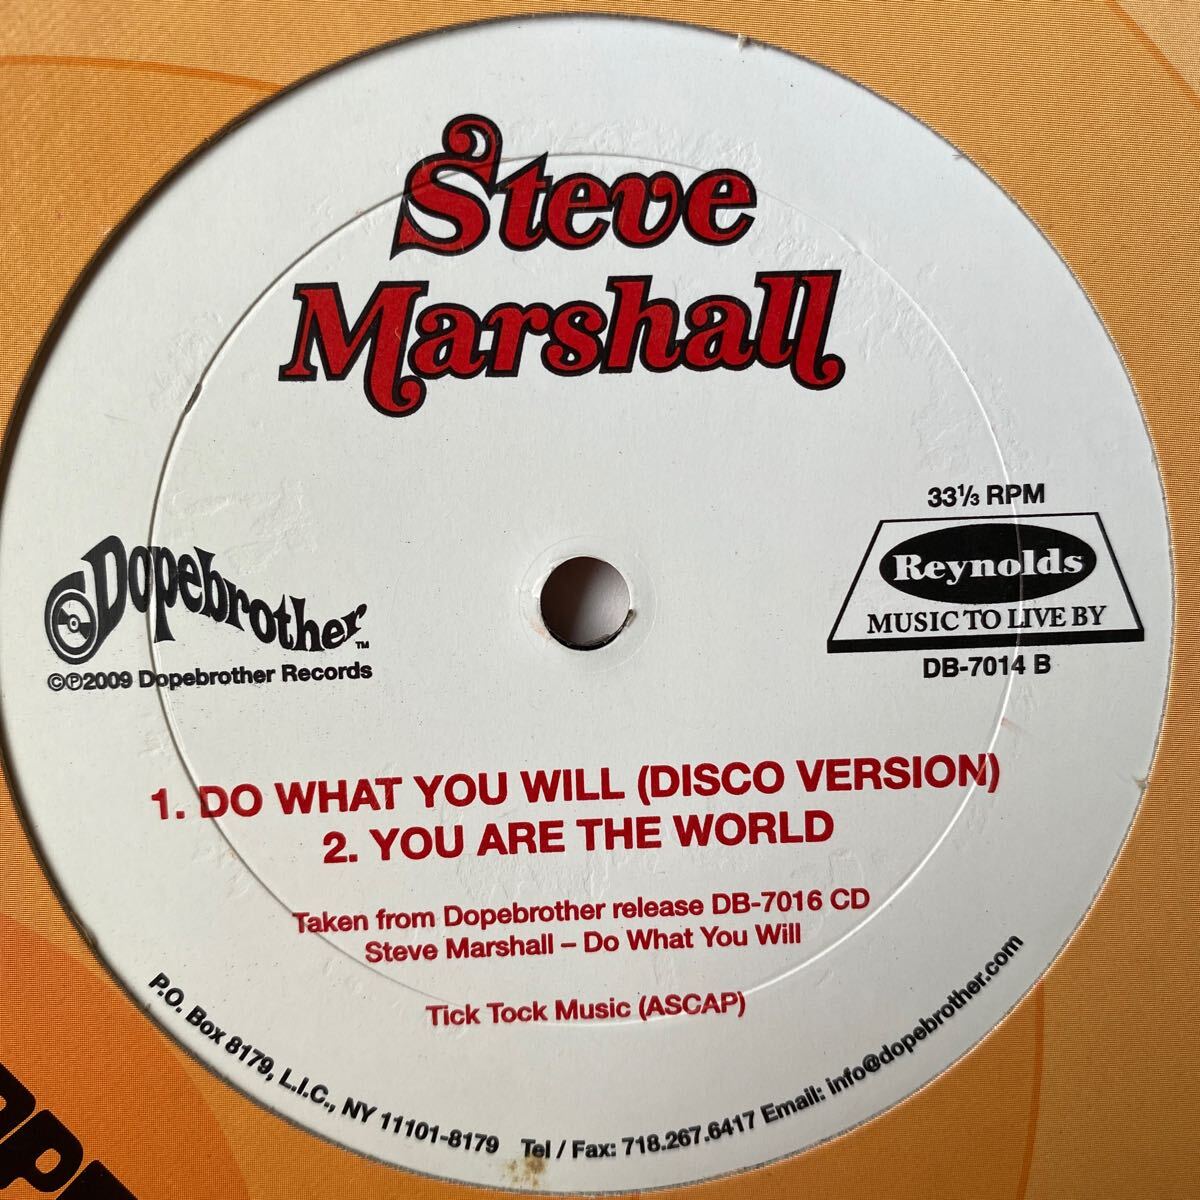 Steve
Marshall
Dopebrother™
©℗2009 Dopebrother Records
33⅓ RPM
Reynolds
MUSIC TO LIVE BY
DB-7014 B
1. DO WHAT YOU WILL (DISCO VERSION)
2. YOU ARE THE WORLD
Taken from Dopebrother release DB-7016 CD
Steve Marshall – Do What You Will
Tick Tock Music (ASCAP)
P.O. Box 8179, L.I.C., NY 11101-8179 Tel / Fax: 718.267.6417 Email: info@dopebrother.com